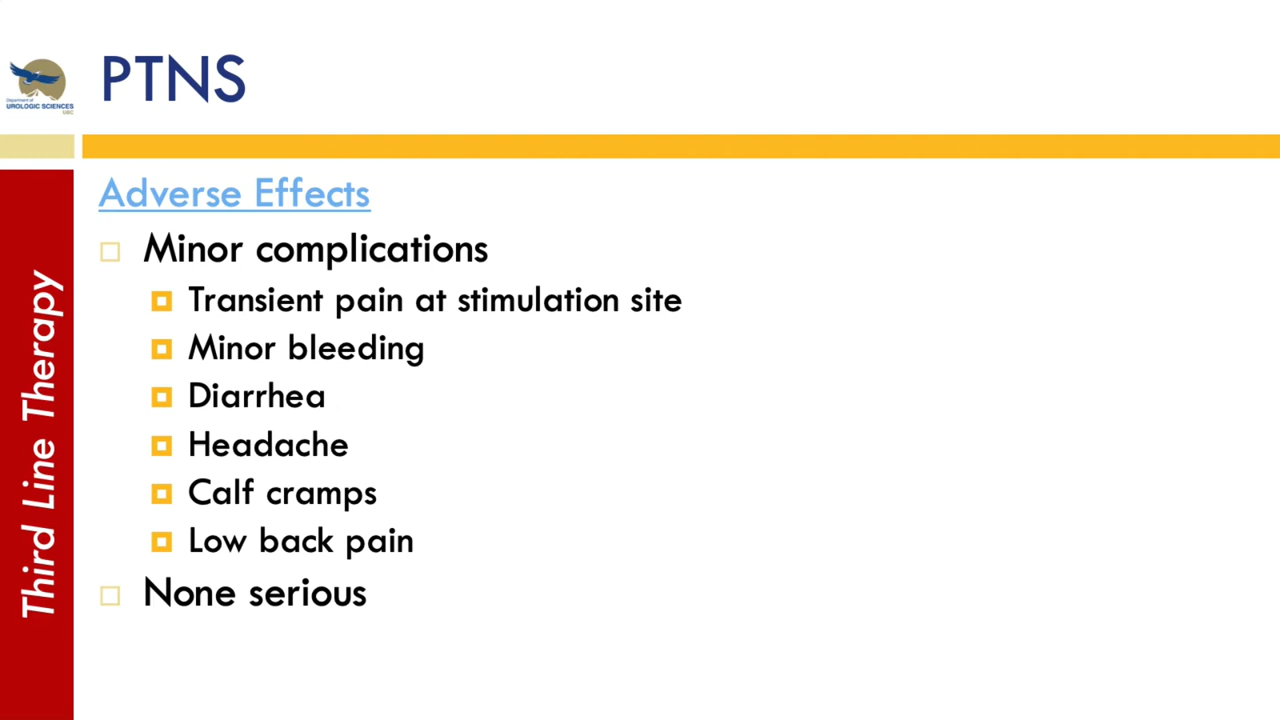 PTNS
Department of
UROLOGIC SCIENCES
UBC
Adverse Effects
Minor complications
Transient pain at stimulation site
Minor bleeding
Diarrhea
Headache
Calf cramps
Low back pain
None serious
Third Line Therapy